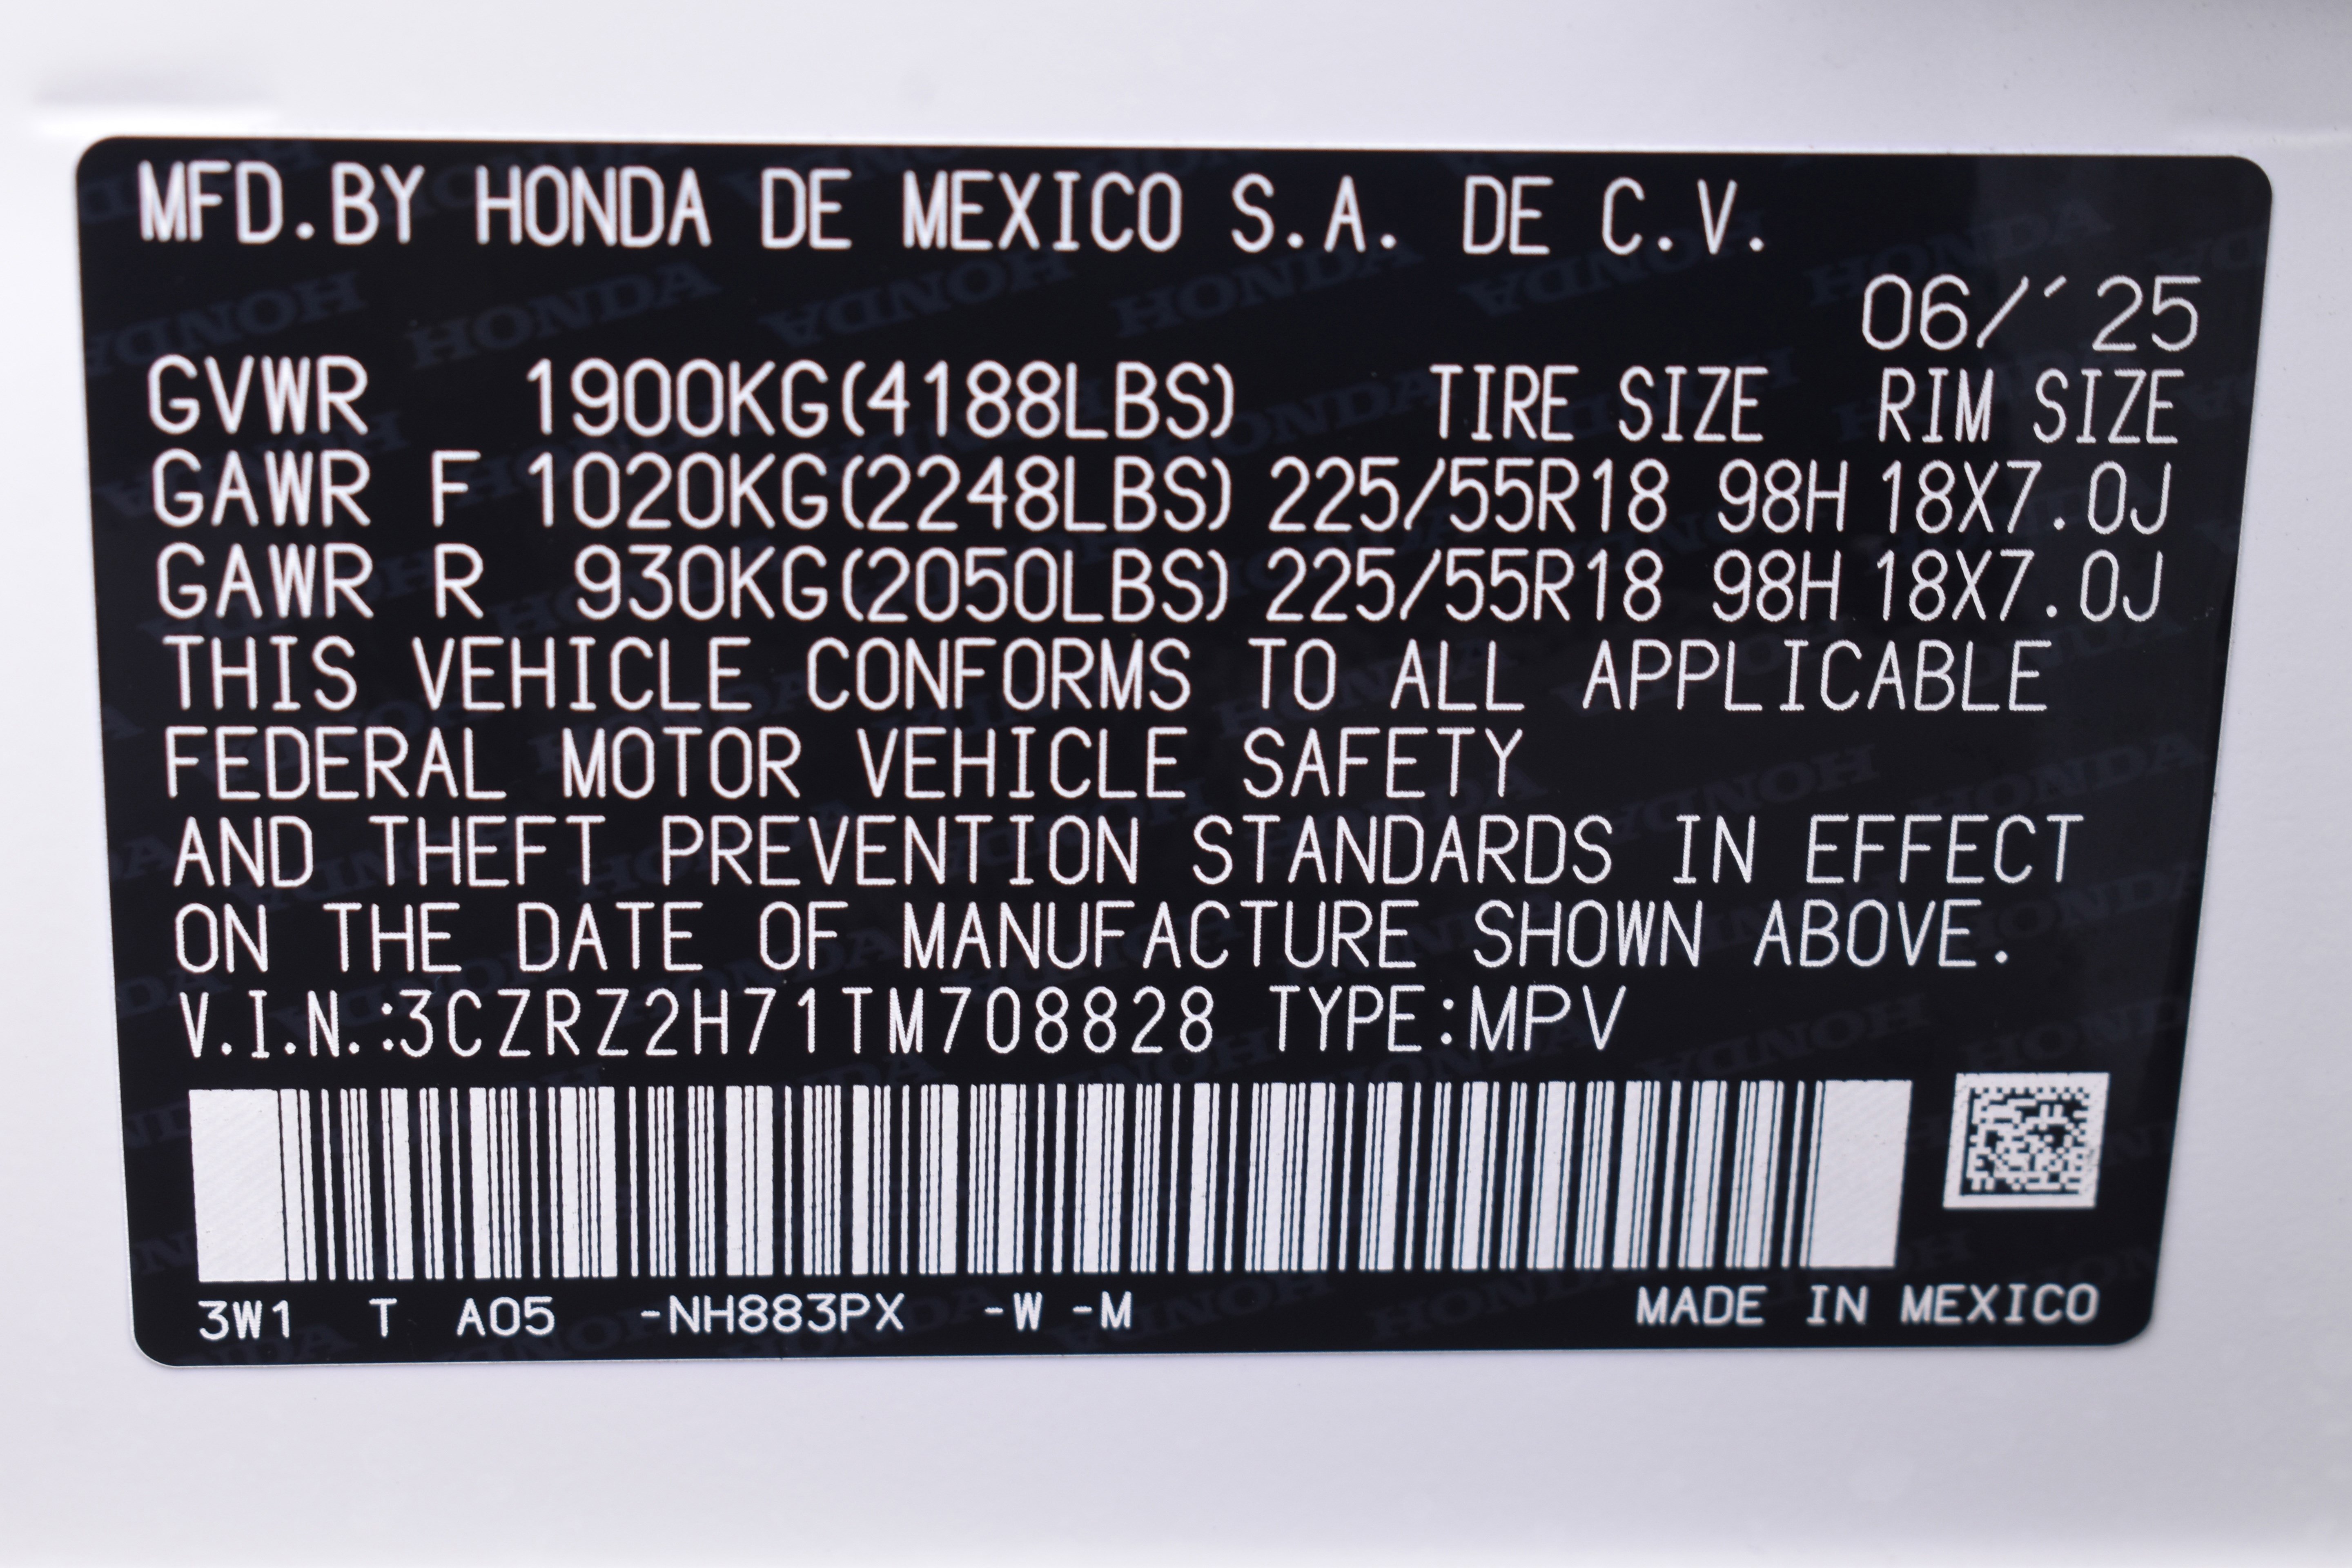 MFD.BY HONDA DE MEXICO S.A. DE C.V.
06/´25
GVWR 1900KG(4188LBS) TIRE SIZE RIM SIZE
GAWR F 1020KG(2248LBS) 225/55R18 98H 18X7.0J
GAWR R 930KG(2050LBS) 225/55R18 98H 18X7.0J
THIS VEHICLE CONFORMS TO ALL APPLICABLE
FEDERAL MOTOR VEHICLE SAFETY
AND THEFT PREVENTION STANDARDS IN EFFECT
ON THE DATE OF MANUFACTURE SHOWN ABOVE.
V.I.N.:3CZRZ2H71TM708828 TYPE:MPV
3W1 T A05 -NH883PX -W -M MADE IN MEXICO